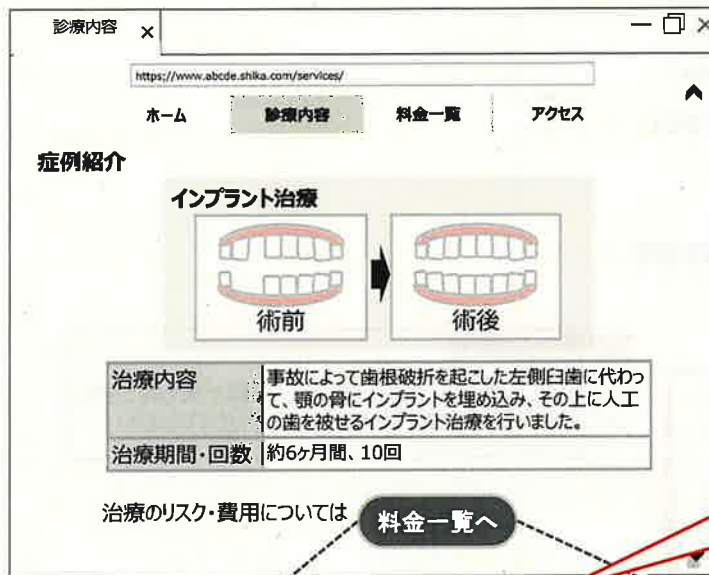 診療内容 ×
https://www.abcde.shika.com/services/
ホーム 診療内容 料金一覧 アクセス
症例紹介
インプラント治療
術前 術後
治療内容 事故によって歯根破折を起こした左側臼歯に代わっ
て、顎の骨にインプラントを埋め込み、その上に人工
の歯を被せるインプラント治療を行いました。
治療期間・回数 約6ヶ月間、10回
治療のリスク・費用については 料金一覧へ